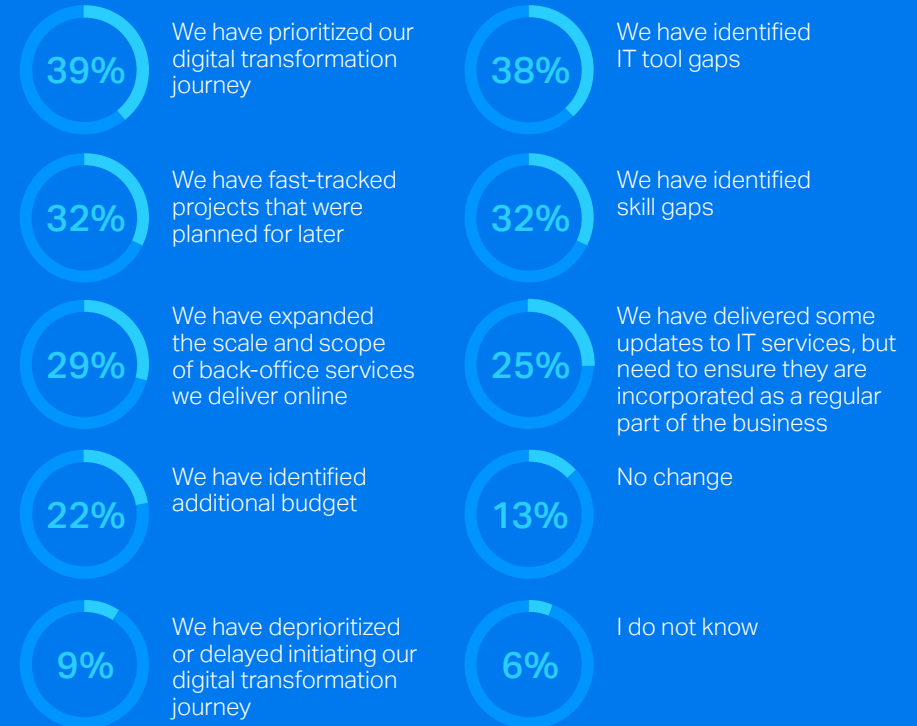 39%
We have prioritized our
digital transformation
journey
38%
We have identified
IT tool gaps
32%
We have fast-tracked
projects that were
planned for later
32%
We have identified
skill gaps
29%
We have expanded
the scale and scope
of back-office services
we deliver online
25%
We have delivered some
updates to IT services, but
need to ensure they are
incorporated as a regular
part of the business
22%
We have identified
additional budget
13%
No change
9%
We have deprioritized
or delayed initiating our
digital transformation
journey
6%
I do not know